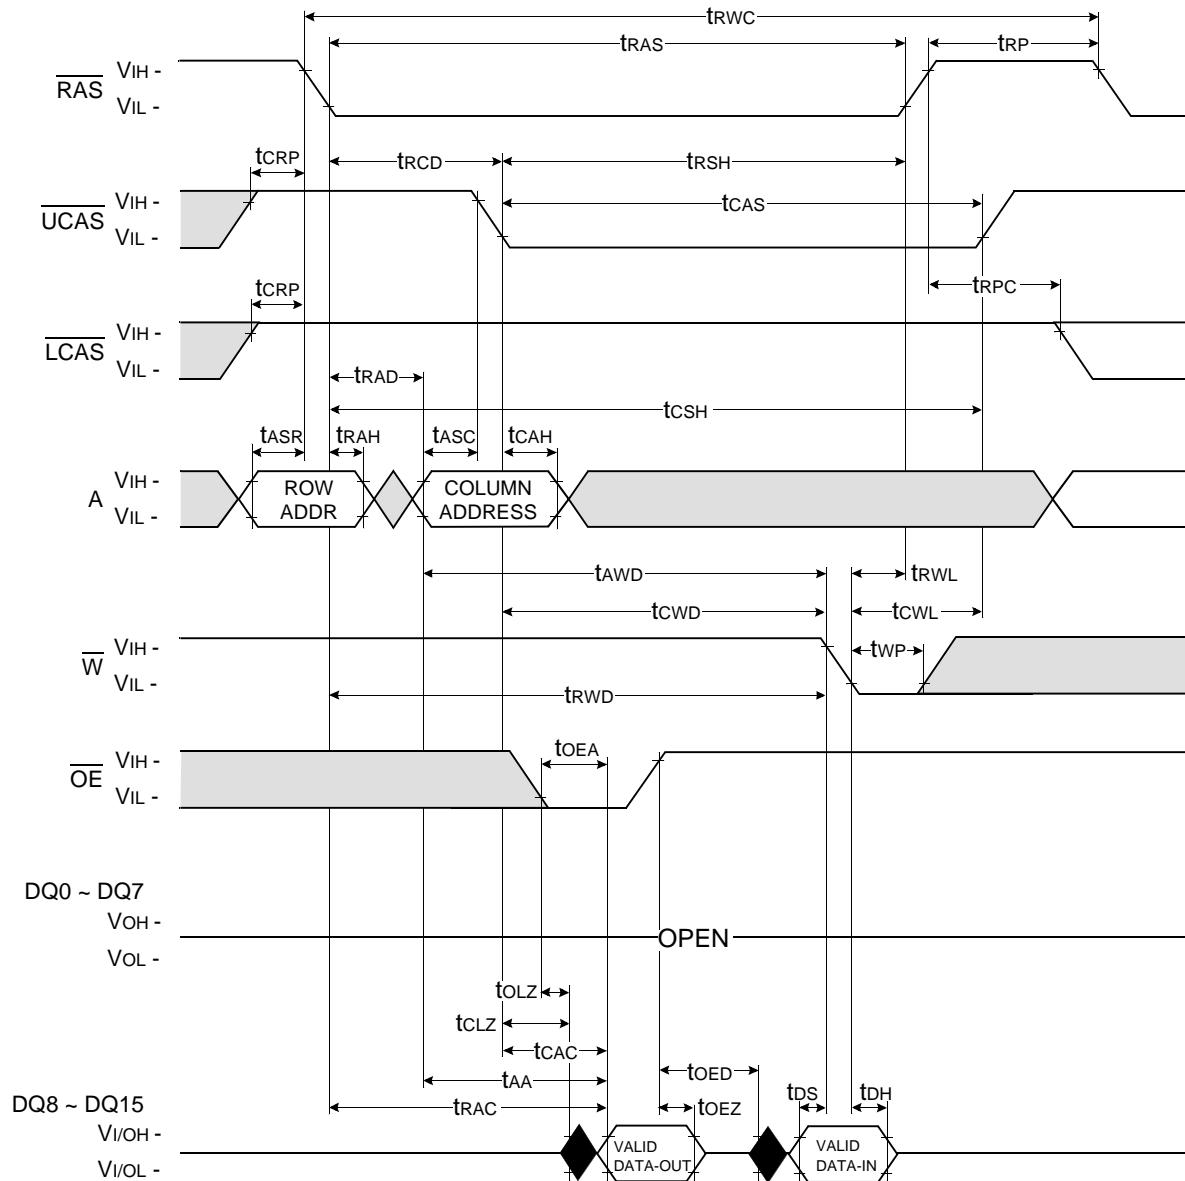 tRWC
tRAS
tRP
RAS
VIH -
VIL -
tCRP
tRCD
tRSH
UCAS
VIH -
VIL -
tCAS
tCRP
tRPC
LCAS
VIH -
VIL -
tRAD
tCSH
tASR
tRAH
tASC
tCAH
A
VIH -
VIL -
ROW
ADDR
COLUMN
ADDRESS
tAWD
tRWL
tCWD
tCWL
W
VIH -
VIL -
tWP
tRWD
OE
VIH -
VIL -
tOEA
DQ0 ~ DQ7
VOH -
VOL -
OPEN
tOLZ
tCLZ
tCAC
tAA
tOED
DQ8 ~ DQ15
tRAC
tOEZ
tDS
tDH
VI/OH -
VI/OL -
VALID
DATA-OUT
VALID
DATA-IN